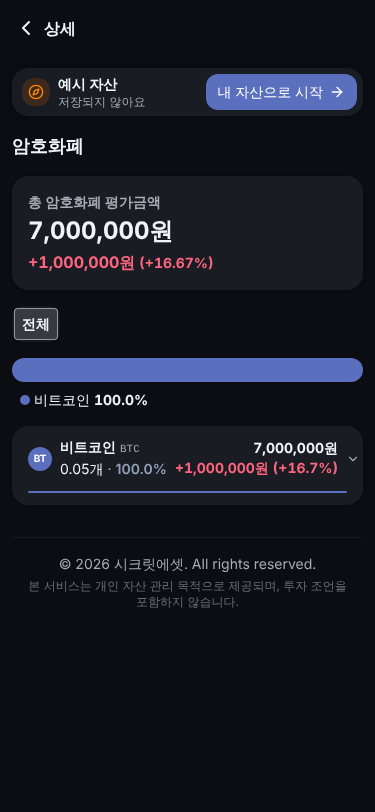 상세
예시 자산
저장되지 않아요
내 자산으로 시작
암호화폐
총 암호화폐 평가금액
7,000,000원
+1,000,000원 (+16.67%)
전체
비트코인 100.0%
BT
비트코인 BTC
7,000,000원
0.05개 · 100.0%
+1,000,000원 (+16.7%)
© 2026 시크릿에셋. All rights reserved.
본 서비스는 개인 자산 관리 목적으로 제공되며, 투자 조언을
포함하지 않습니다.